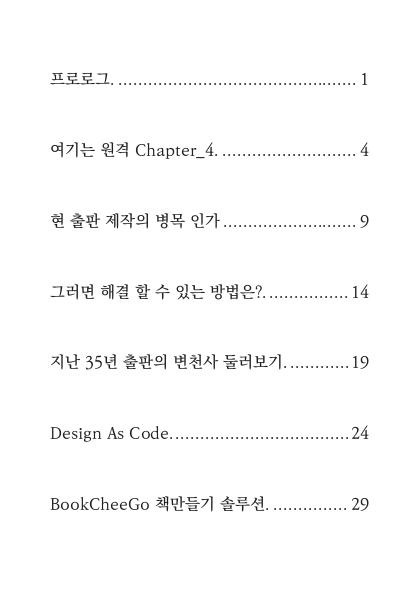 프로로그. ................................................ 1
여기는 원격 Chapter_4. ........................... 4
현 출판 제작의 병목 인가 ........................... 9
그러면 해결 할 수 있는 방법은?. ................ 14
지난 35년 출판의 변천사 둘러보기. ............ 19
Design As Code. ................................... 24
BookCheeGo 책만들기 솔루션. ............... 29